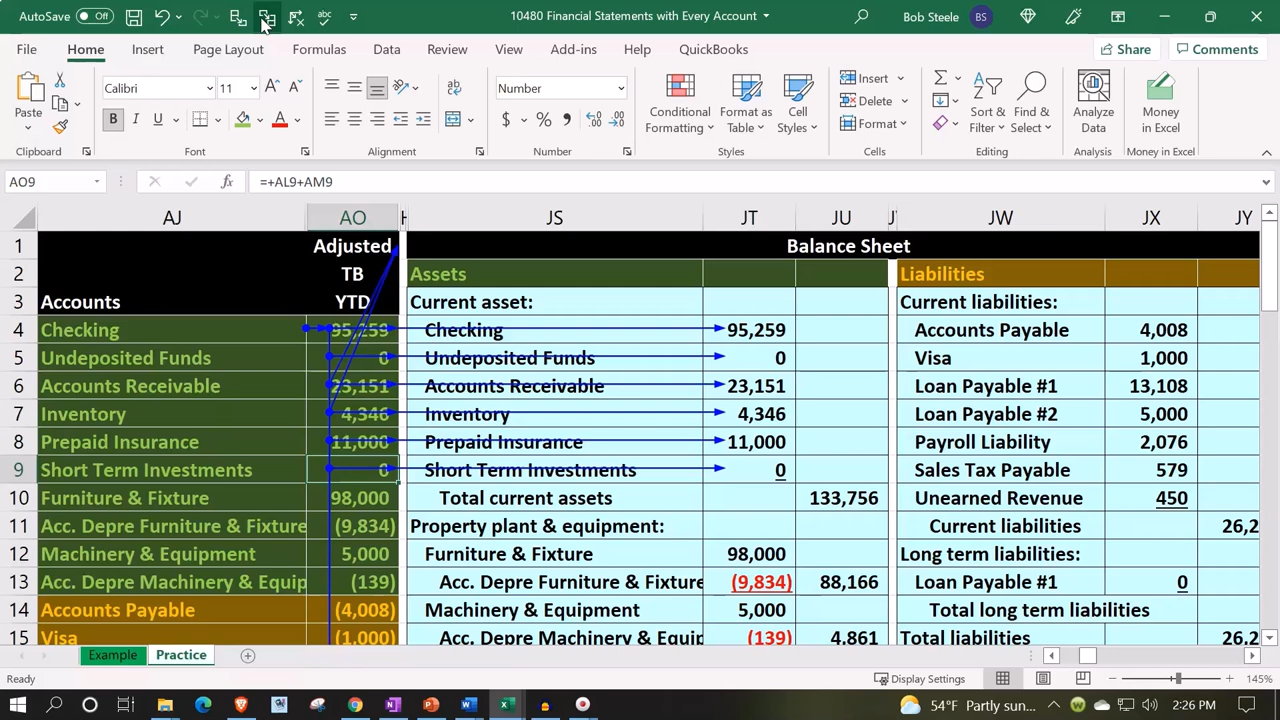 AutoSave Off 10480 Financial Statements with Every Account Bob Steele BS
File Home Insert Page Layout Formulas Data Review View Add-ins Help QuickBooks Share Comments
Calibri 11 Number Insert
Paste Conditional Format as Cell Delete Sort & Find & Analyze Money
Formatting Table Styles Format Filter Select Data in Excel
Clipboard Font Alignment Number Styles Cells Editing Analysis Money in Excel
AO9 =+AL9+AM9
AJ AO JS JT JU JW JX JY
1 Adjusted Balance Sheet
2 TB Assets Liabilities
3 Accounts YTD Current asset: Current liabilities:
4 Checking 95,259 Checking 95,259 Accounts Payable 4,008
5 Undeposited Funds 0 Undeposited Funds 0 Visa 1,000
6 Accounts Receivable 23,151 Accounts Receivable 23,151 Loan Payable #1 13,108
7 Inventory 4,346 Inventory 4,346 Loan Payable #2 5,000
8 Prepaid Insurance 11,000 Prepaid Insurance 11,000 Payroll Liability 2,076
9 Short Term Investments 0 Short Term Investments 0 Sales Tax Payable 579
10 Furniture & Fixture 98,000 Total current assets 133,756 Unearned Revenue 450
11 Acc. Depre Furniture & Fixture (9,834) Property plant & equipment: Current liabilities 26,2
12 Machinery & Equipment 5,000 Furniture & Fixture 98,000 Long term liabilities:
13 Acc. Depre Machinery & Equip (139) Acc. Depre Furniture & Fixture (9,834) 88,166 Loan Payable #1 0
14 Accounts Payable (4,008) Machinery & Equipment 5,000 Total long term liabilities
15 Visa (1,000) Acc. Depre Machinery & Equip (139) 4,861 Total liabilities 26,2
Example Practice
Ready Display Settings 145%
54°F Partly sun... 2:26 PM